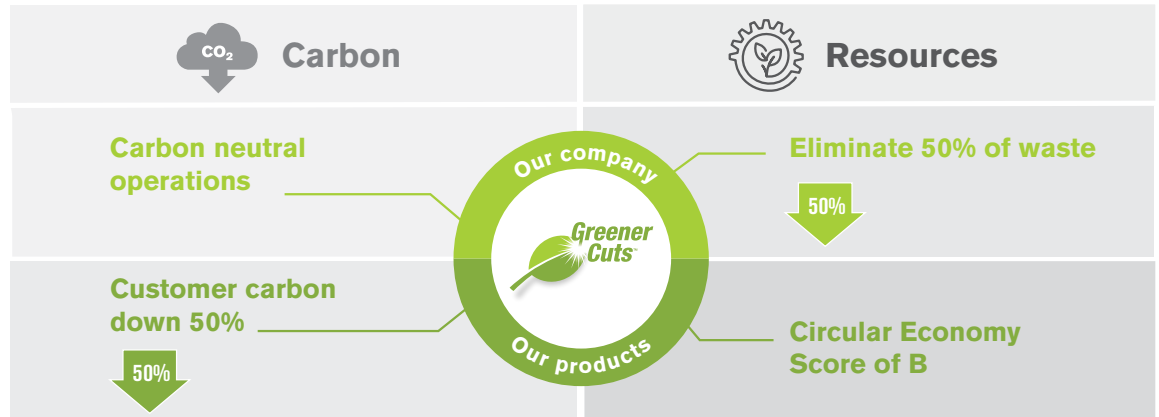 CO₂
Carbon
Resources
Carbon neutral
operations
Our company
Eliminate 50% of waste
50%
Greener
Cuts™
Customer carbon
down 50%
50%
Our products
Circular Economy
Score of B